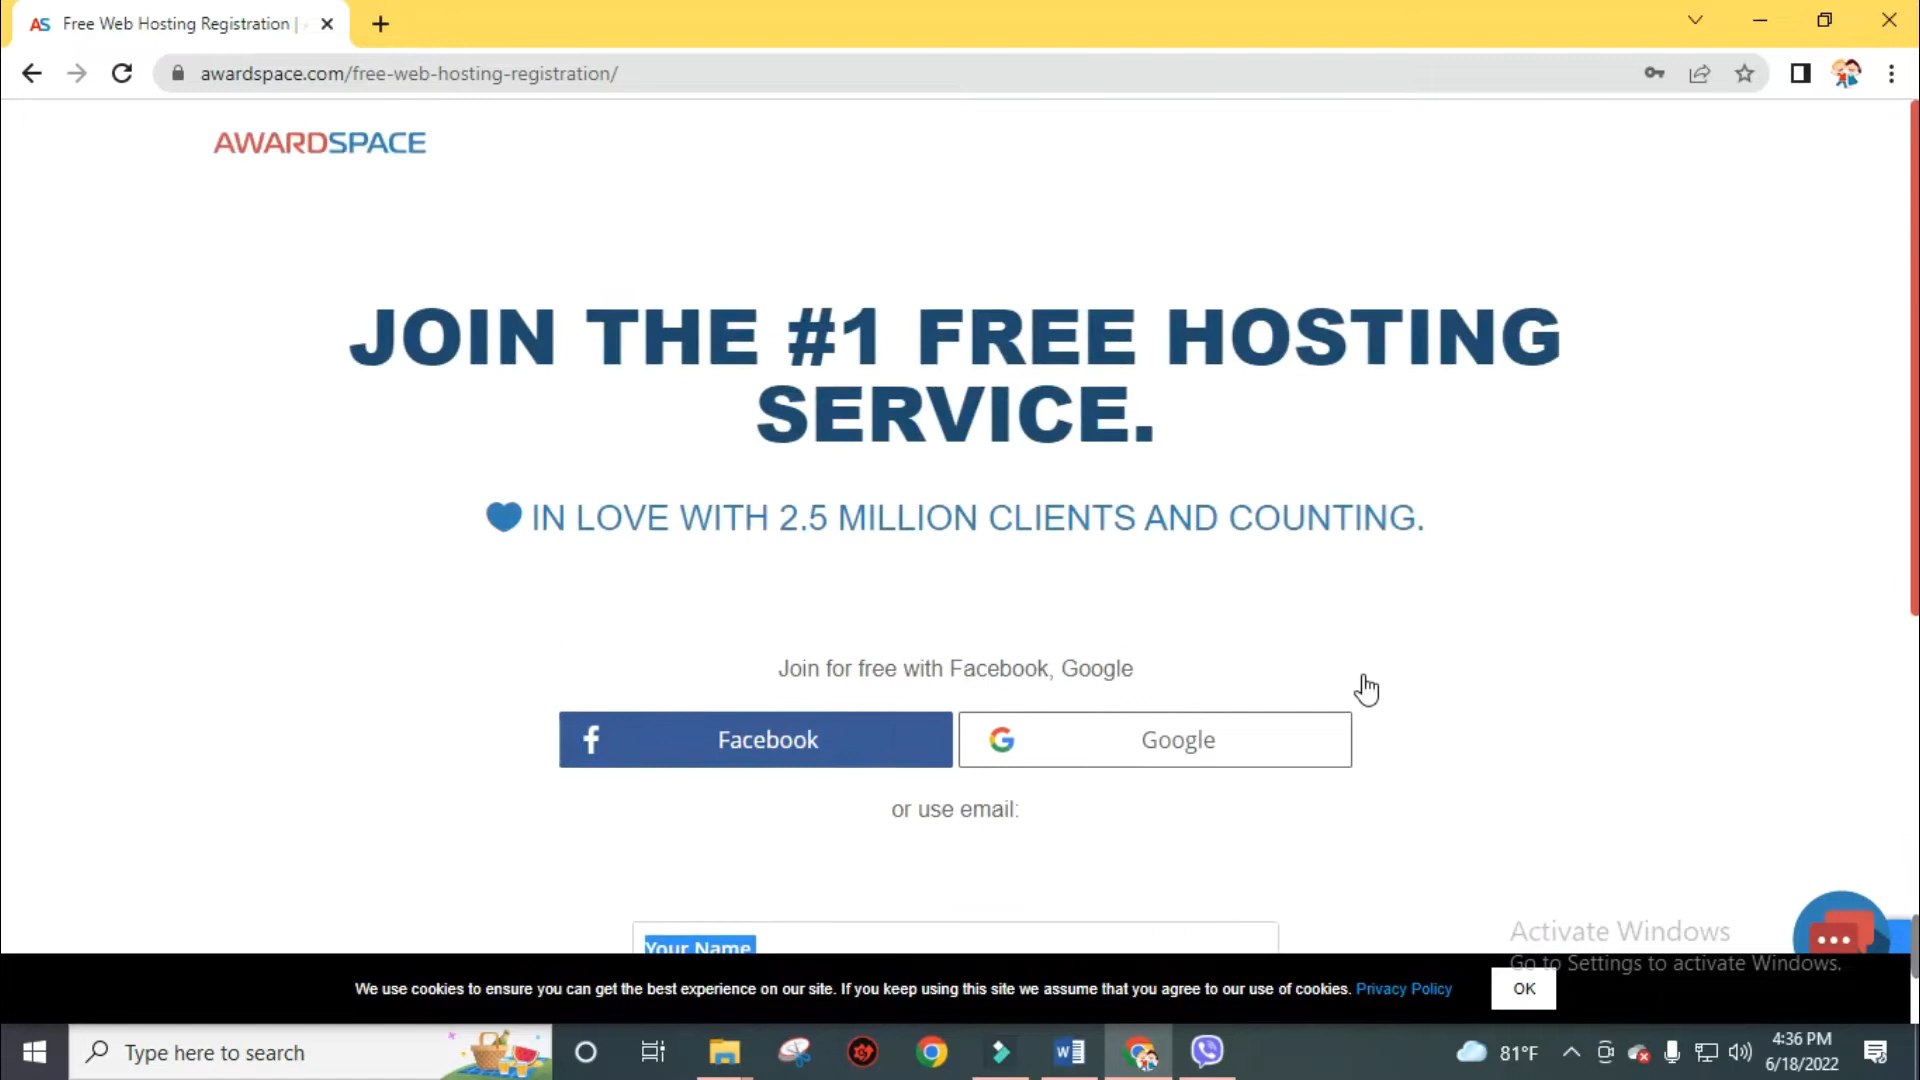 AS Free Web Hosting Registration |
awardspace.com/free-web-hosting-registration/
AWARDSPACE
JOIN THE #1 FREE HOSTING
SERVICE.
IN LOVE WITH 2.5 MILLION CLIENTS AND COUNTING.
Join for free with Facebook, Google
Facebook
Google
or use email:
Your Name
Activate Windows
Go to Settings to activate Windows.
We use cookies to ensure you can get the best experience on our site. If you keep using this site we assume that you agree to our use of cookies. Privacy Policy
OK
Type here to search
81°F
4:36 PM
6/18/2022